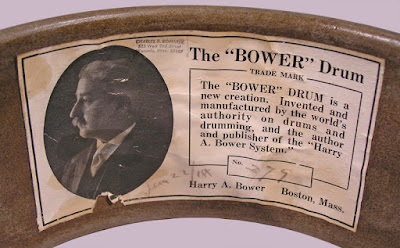 The "BOWER" Drum
TRADE MARK
The "BOWER" DRUM is a
new creation. Invented and
manufactured by the world's
authority on drums and
drumming, and the author
and publisher of the "Harry
A. Bower System."
No. 379
Harry A. Bower Boston, Mass.